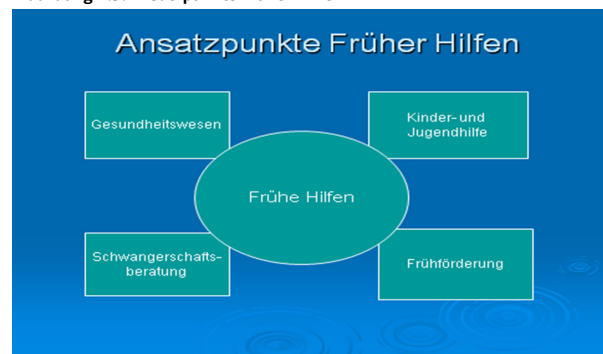 Ansatzpunkte Früher Hilfen
Gesundheitswesen
Kinder- und
Jugendhilfe
Frühe Hilfen
Schwangerschafts-
beratung
Frühförderung